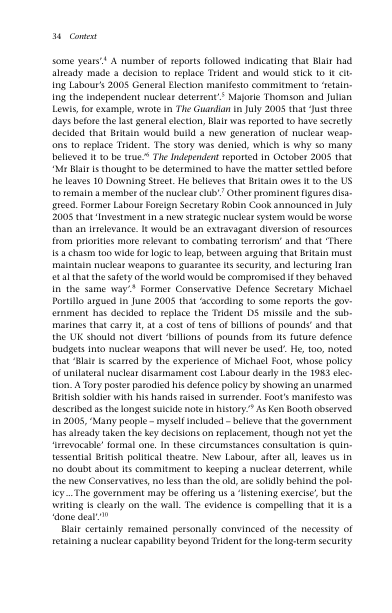 34 Context
some years'.4 A number of reports followed indicating that Blair had
already made a decision to replace Trident and would stick to it cit-
ing Labour's 2005 General Election manifesto commitment to 'retain-
ing the independent nuclear deterrent'.5 Majorie Thomson and Julian
Lewis, for example, wrote in The Guardian in July 2005 that 'Just three
days before the last general election, Blair was reported to have secretly
decided that Britain would build a new generation of nuclear weap-
ons to replace Trident. The story was denied, which is why so many
believed it to be true.'6 The Independent reported in October 2005 that
'Mr Blair is thought to be determined to have the matter settled before
he leaves 10 Downing Street. He believes that Britain owes it to the US
to remain a member of the nuclear club'.7 Other prominent figures disa-
greed. Former Labour Foreign Secretary Robin Cook announced in July
2005 that 'Investment in a new strategic nuclear system would be worse
than an irrelevance. It would be an extravagant diversion of resources
from priorities more relevant to combating terrorism' and that 'There
is a chasm too wide for logic to leap, between arguing that Britain must
maintain nuclear weapons to guarantee its security, and lecturing Iran
et al that the safety of the world would be compromised if they behaved
in the same way'.8 Former Conservative Defence Secretary Michael
Portillo argued in June 2005 that 'according to some reports the gov-
ernment has decided to replace the Trident D5 missile and the sub-
marines that carry it, at a cost of tens of billions of pounds' and that
the UK should not divert 'billions of pounds from its future defence
budgets into nuclear weapons that will never be used'. He, too, noted
that 'Blair is scarred by the experience of Michael Foot, whose policy
of unilateral nuclear disarmament cost Labour dearly in the 1983 elec-
tion. A Tory poster parodied his defence policy by showing an unarmed
British soldier with his hands raised in surrender. Foot's manifesto was
described as the longest suicide note in history.'9 As Ken Booth observed
in 2005, 'Many people – myself included – believe that the government
has already taken the key decisions on replacement, though not yet the
'irrevocable' formal one. In these circumstances consultation is quin-
tessential British political theatre. New Labour, after all, leaves us in
no doubt about its commitment to keeping a nuclear deterrent, while
the new Conservatives, no less than the old, are solidly behind the pol-
icy ... The government may be offering us a 'listening exercise', but the
writing is clearly on the wall. The evidence is compelling that it is a
'done deal'.'10
Blair certainly remained personally convinced of the necessity of
retaining a nuclear capability beyond Trident for the long-term security